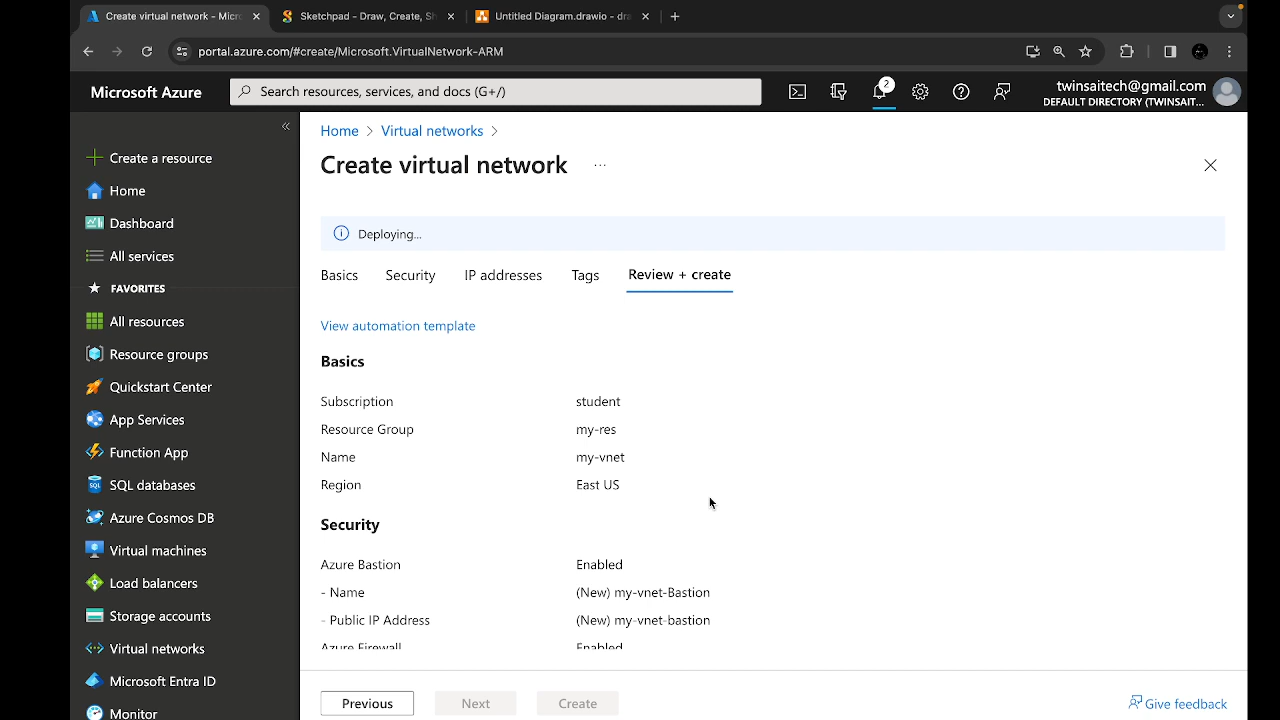 Create virtual network - Micro
Sketchpad - Draw, Create, Sh
Untitled Diagram.drawio - dra
portal.azure.com/#create/Microsoft.VirtualNetwork-ARM
Microsoft Azure
Search resources, services, and docs (G+/)
2
twinsaitech@gmail.com
DEFAULT DIRECTORY (TWINSAIT...
Create a resource
Home
Dashboard
All services
FAVORITES
All resources
Resource groups
Quickstart Center
App Services
Function App
SQL databases
Azure Cosmos DB
Virtual machines
Load balancers
Storage accounts
Virtual networks
Microsoft Entra ID
Monitor
Home > Virtual networks >
Create virtual network ...
Deploying...
Basics Security IP addresses Tags Review + create
View automation template
Basics
Subscription student
Resource Group my-res
Name my-vnet
Region East US
Security
Azure Bastion Enabled
- Name (New) my-vnet-Bastion
- Public IP Address (New) my-vnet-bastion
Azure Firewall Enabled
Previous Next Create
Give feedback